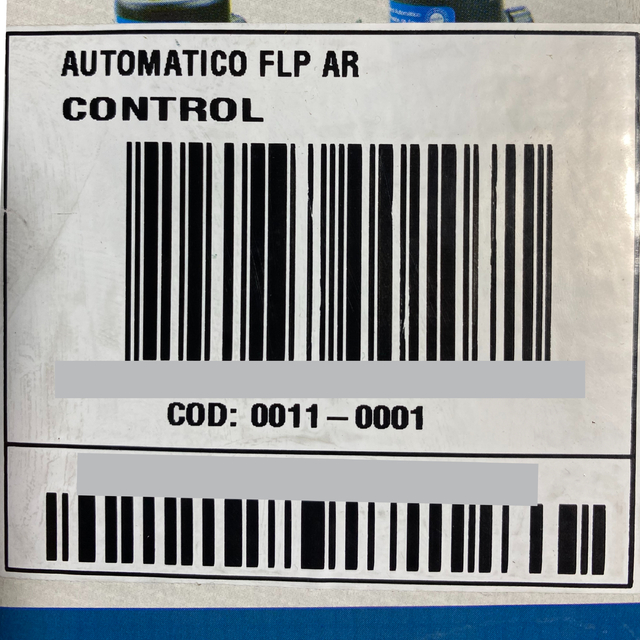 AUTOMATICO FLP AR
CONTROL
COD: 0011-0001